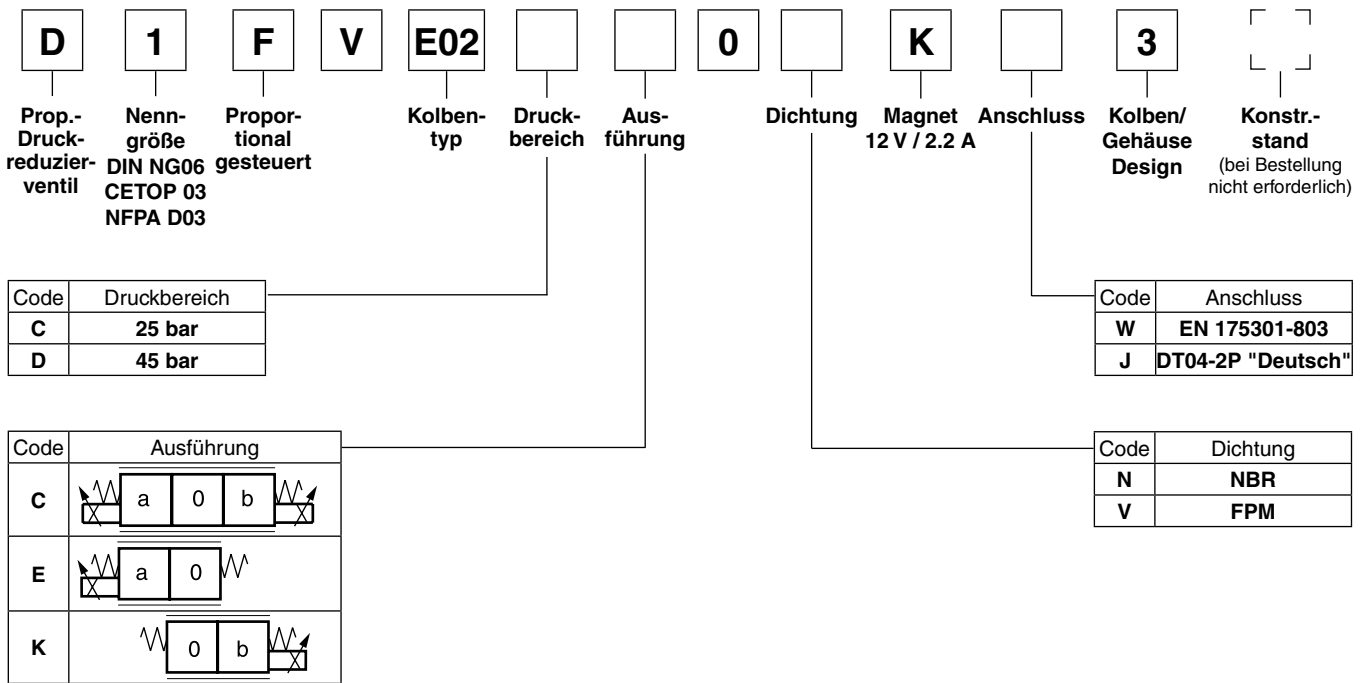 D 1 F V E02 0 K 3
Prop.-
Druck-
reduzier-
ventil
Nenn-
größe
DIN NG06
CETOP 03
NFPA D03
Propor-
tional
gesteuert
Kolben-
typ
Druck-
bereich
Aus-
führung
Dichtung
Magnet
12 V / 2.2 A
Anschluss
Kolben/
Gehäuse
Design
Konstr.-
stand
(bei Bestellung
nicht erforderlich)
Code Druckbereich
C 25 bar
D 45 bar
Code Anschluss
W EN 175301-803
J DT04-2P "Deutsch"
Code Ausführung
C a 0 b
E a 0
K 0 b
Code Dichtung
N NBR
V FPM